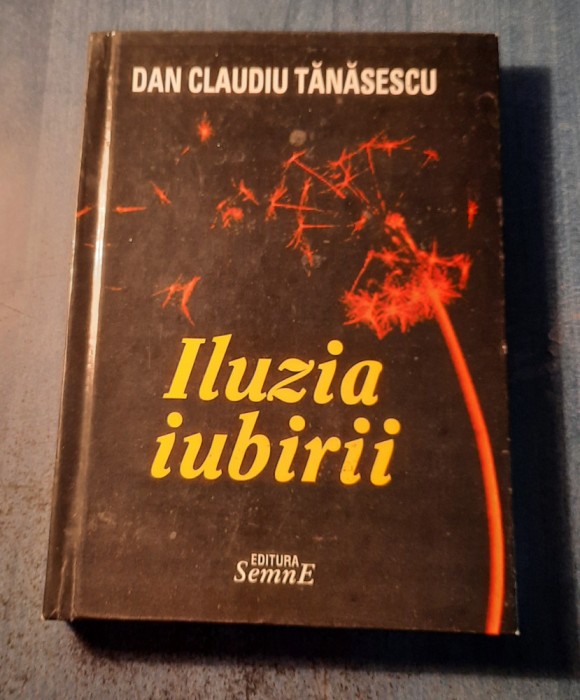 DAN CLAUDIU TĂNĂSESCU
Iluzia
iubirii
EDITURA
SemnE